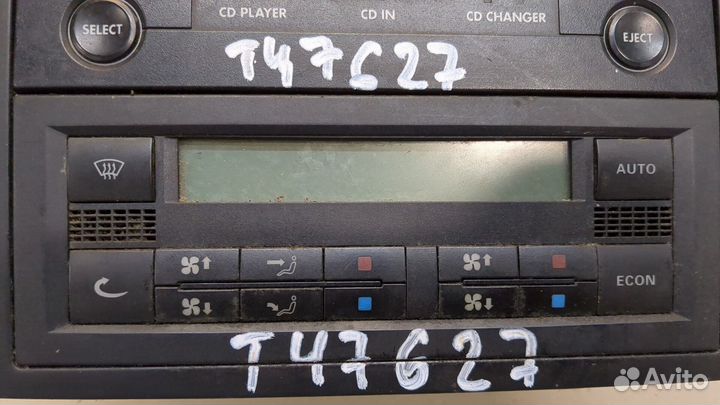 CD PLAYER CD IN CD CHANGER
SELECT EJECT
T47627
AUTO
ECON
T47627
Avito